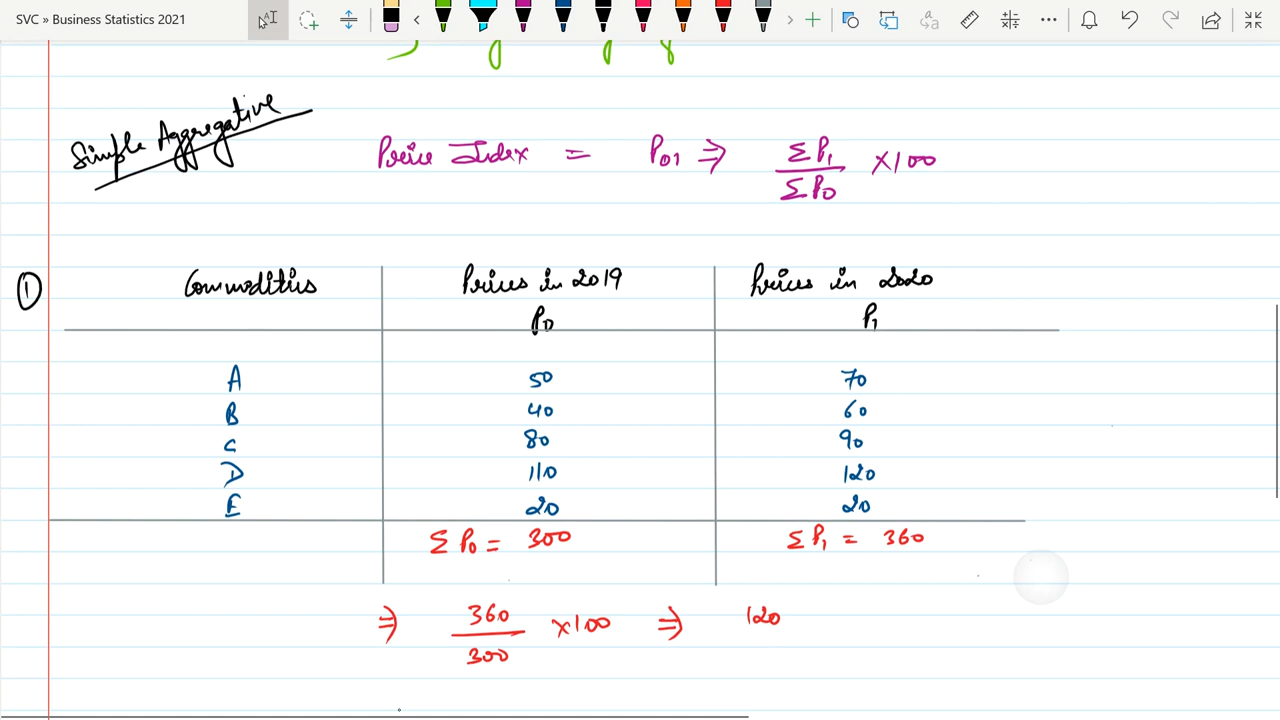 SVC » Business Statistics 2021
Simple Aggregative
Price Index = P01 ⇒ ΣP1 / ΣP0 ×100
① Commodities Prices in 2019 Prices in 2020
P0 P1
A 50 70
B 40 60
C 80 90
D 110 120
E 20 20
Σ P0 = 300 Σ P1 = 360
⇒ 360 / 300 ×100 ⇒ 120